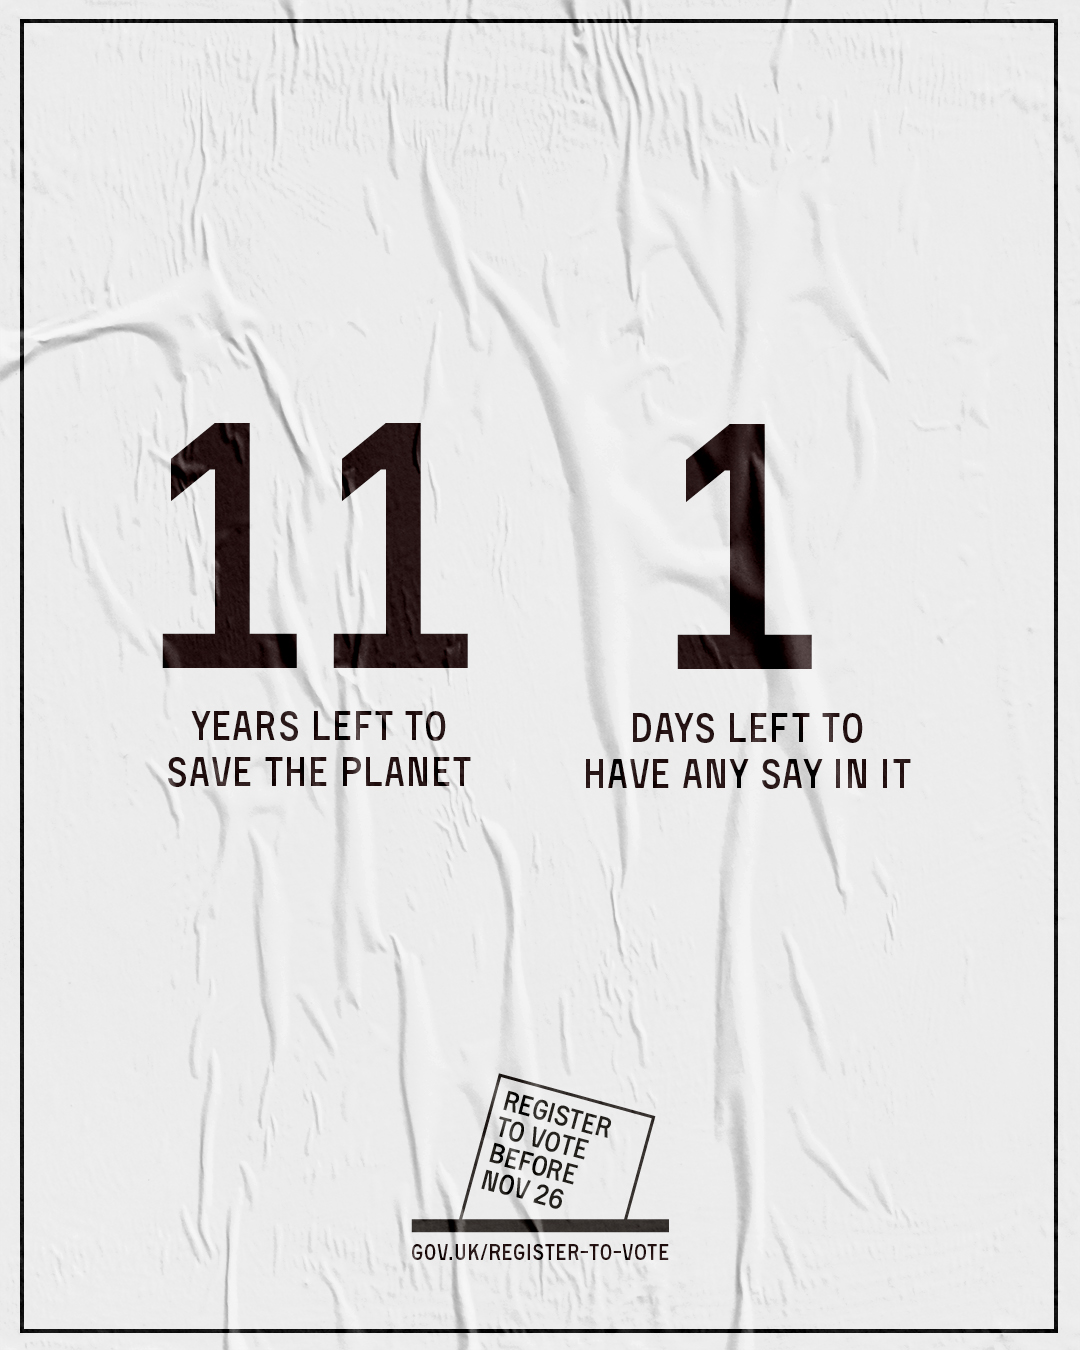 11
YEARS LEFT TO
SAVE THE PLANET
1
DAYS LEFT TO
HAVE ANY SAY IN IT
REGISTER
TO VOTE
BEFORE
NOV 26
GOV.UK/REGISTER-TO-VOTE